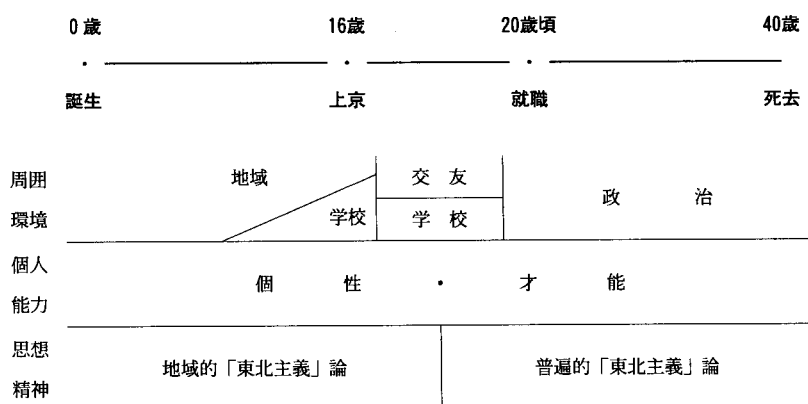 0歳 16歳 20歳頃 40歳
誕生 上京 就職 死去
周囲 地域 交友
環境 学校 学校 政治
個人
能力 個性・才能
思想
精神 地域的「東北主義」論 普遍的「東北主義」論